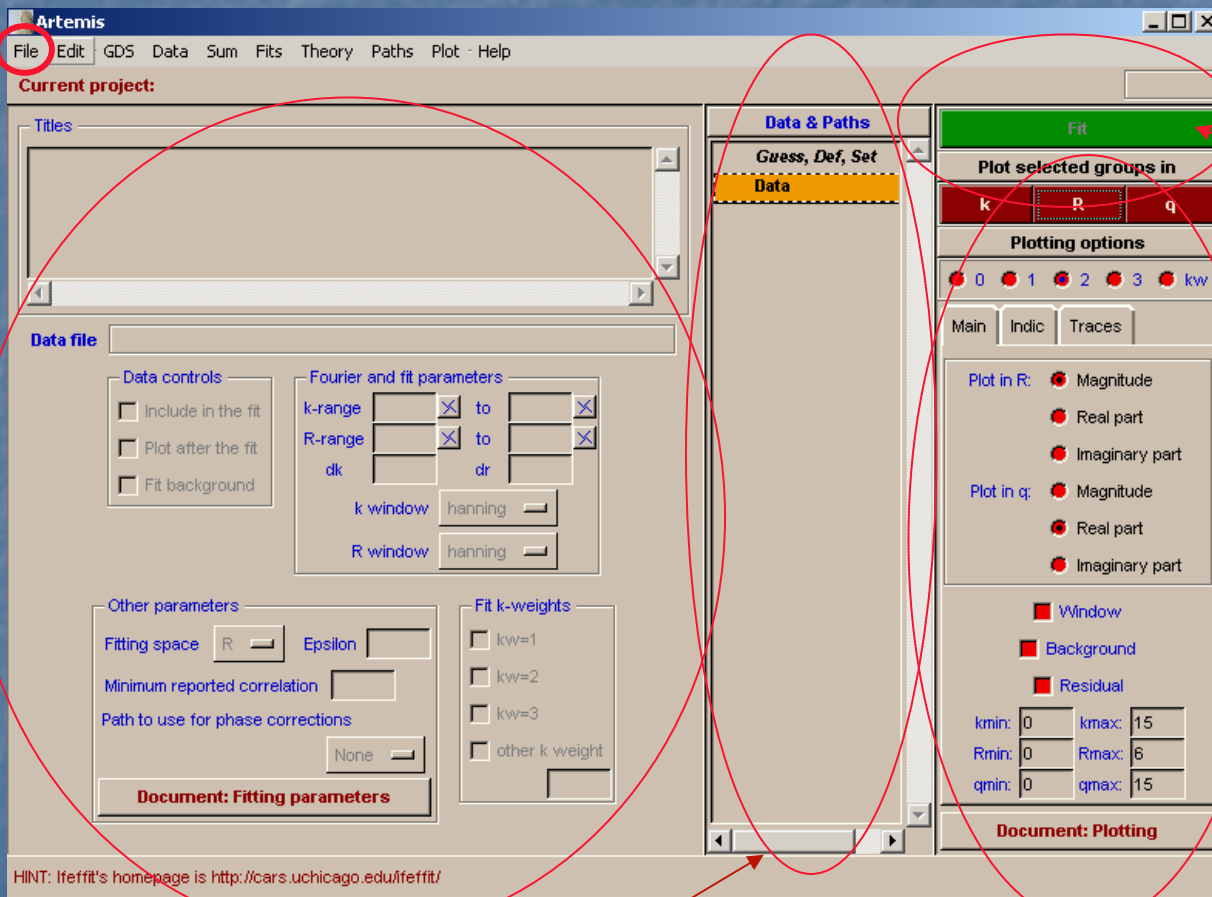 Artemis
File Edit GDS Data Sum Fits Theory Paths Plot Help
Current project:
Titles
Data file
Data controls
Include in the fit
Plot after the fit
Fit background
Fourier and fit parameters
k-range to
R-range to
dk dr
k window hanning
R window hanning
Other parameters
Fitting space R Epsilon
Minimum reported correlation
Path to use for phase corrections
None
Document: Fitting parameters
Fit k-weights
kw=1
kw=2
kw=3
other k weight
Data & Paths
Guess, Def, Set
Data
Fit
Plot selected groups in
k R q
Plotting options
0 1 2 3 kw
Main Indic Traces
Plot in R: Magnitude
Real part
Imaginary part
Plot in q: Magnitude
Real part
Imaginary part
Window
Background
Residual
kmin: 0 kmax: 15
Rmin: 0 Rmax: 6
qmin: 0 qmax: 15
Document: Plotting
HINT: Ifeffit's homepage is http://cars.uchicago.edu/ifeffit/